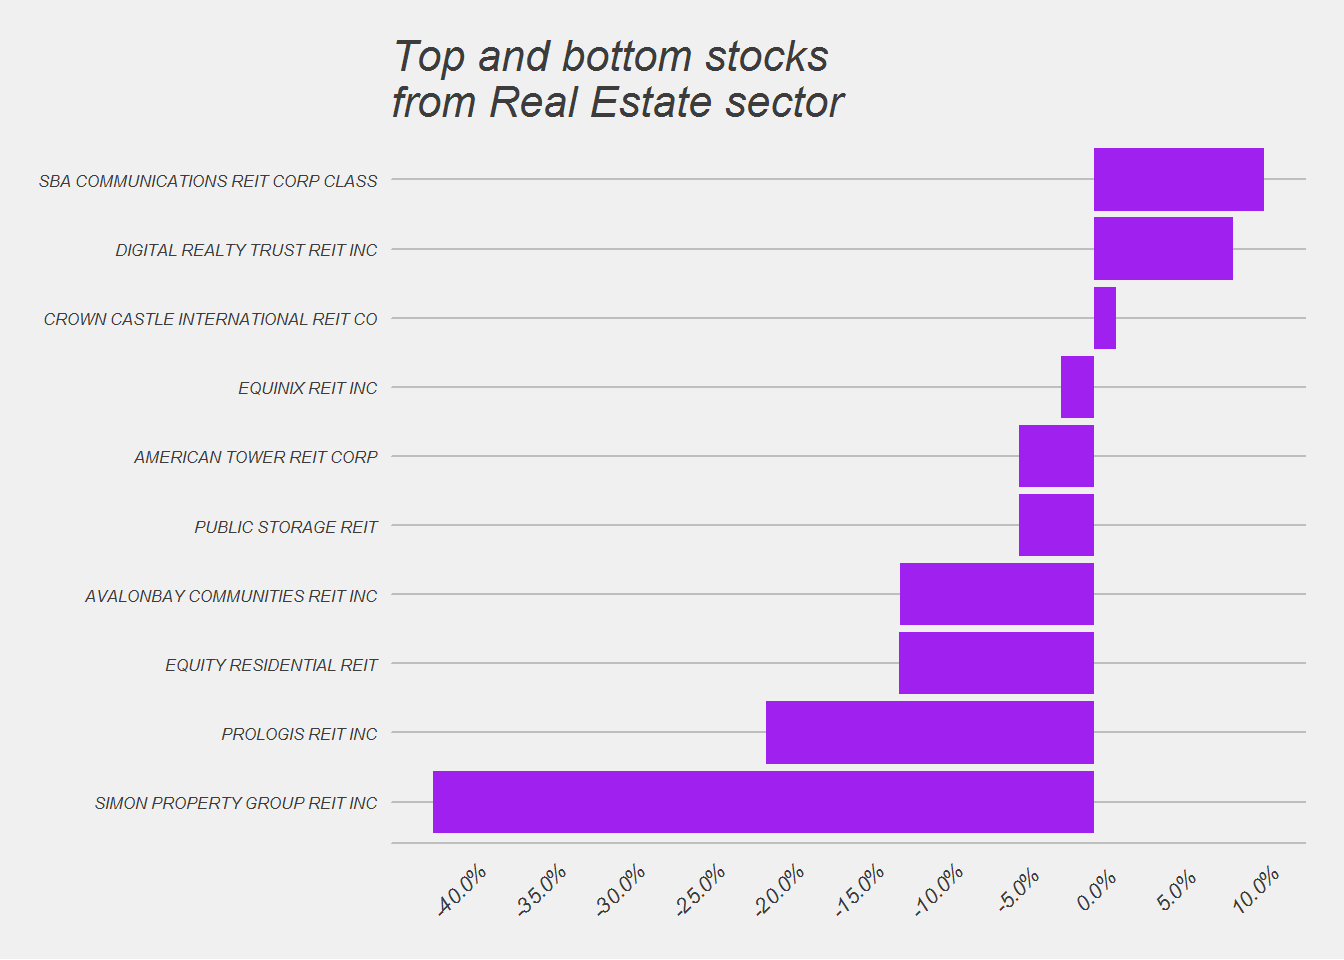 Top and bottom stocks
from Real Estate sector
SBA COMMUNICATIONS REIT CORP CLASS
DIGITAL REALTY TRUST REIT INC
CROWN CASTLE INTERNATIONAL REIT CO
EQUINIX REIT INC
AMERICAN TOWER REIT CORP
PUBLIC STORAGE REIT
AVALONBAY COMMUNITIES REIT INC
EQUITY RESIDENTIAL REIT
PROLOGIS REIT INC
SIMON PROPERTY GROUP REIT INC
-40.0%
-35.0%
-30.0%
-25.0%
-20.0%
-15.0%
-10.0%
-5.0%
0.0%
5.0%
10.0%